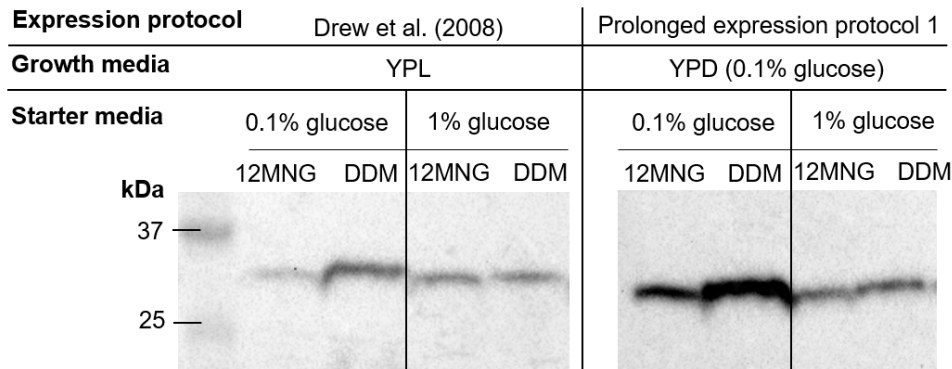 Expression protocol Drew et al. (2008) Prolonged expression protocol 1
Growth media YPL YPD (0.1% glucose)
Starter media 0.1% glucose 1% glucose 0.1% glucose 1% glucose
12MNG DDM 12MNG DDM 12MNG DDM 12MNG DDM
kDa
37
25